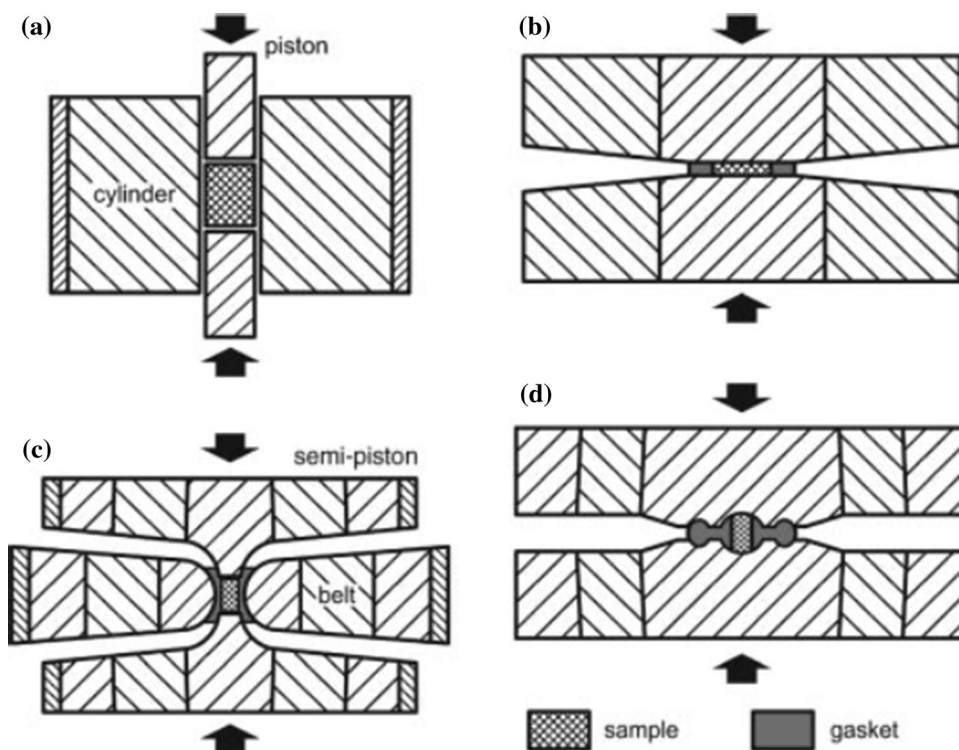 (a)
piston
cylinder
(b)
(c)
semi-piston
belt
(d)
sample
gasket